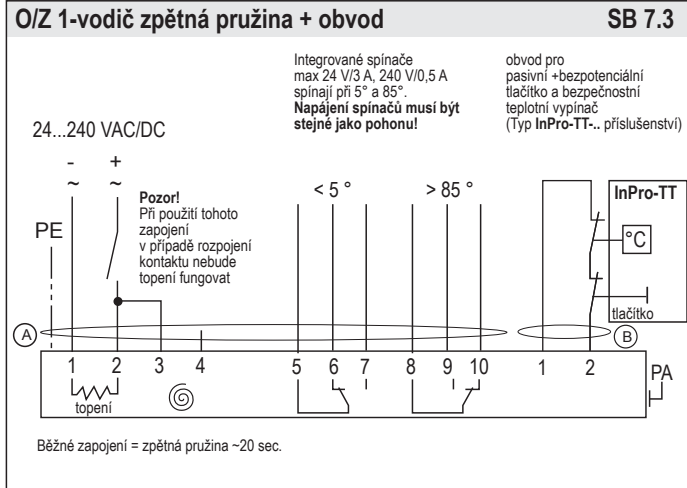 O/Z 1-vodič zpětná pružina + obvod SB 7.3
Integrované spínače
max 24 V/3 A, 240 V/0,5 A
spínají při 5° a 85°.
Napájení spínačů musí být
stejné jako pohonu!
obvod pro
pasivní +bezpotenciální
tlačítko a bezpečnostní
teplotní vypínač
(Typ InPro-TT-.. příslušenství)
24...240 VAC/DC
- +
~ ~
Pozor!
Při použití tohoto
zapojení
v případě rozpojení
kontaktu nebude
topení fungovat
< 5 °
> 85 °
InPro-TT
PE
°C
tlačítko
A
B
1 2 3 4 5 6 7 8 9 10 1 2
PA
topení
Běžné zapojení = zpětná pružina ~20 sec.